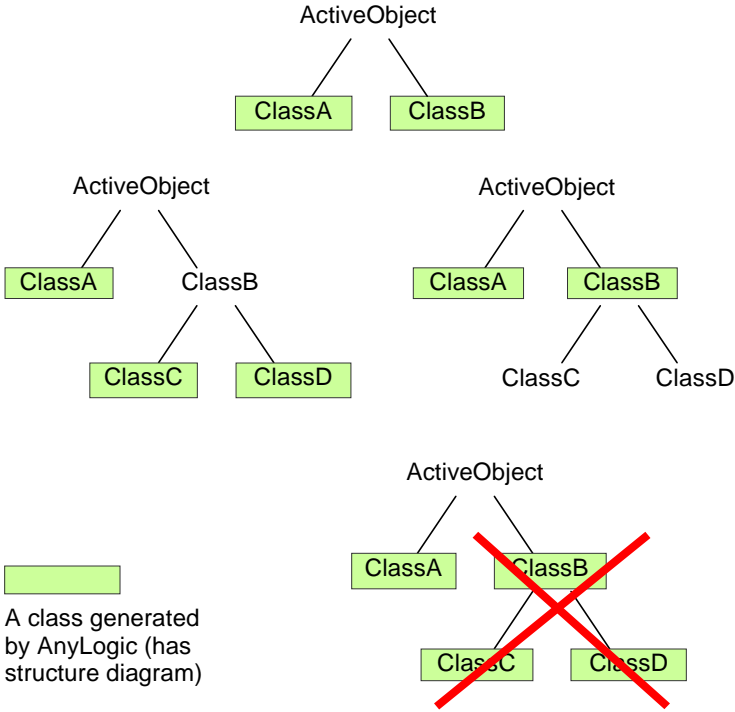 ActiveObject
ClassA ClassB
ActiveObject
ClassA ClassB
ClassC ClassD
ActiveObject
ClassA ClassB
ClassC ClassD
ActiveObject
ClassA ClassB
ClassC ClassD
A class generated
by AnyLogic (has
structure diagram)